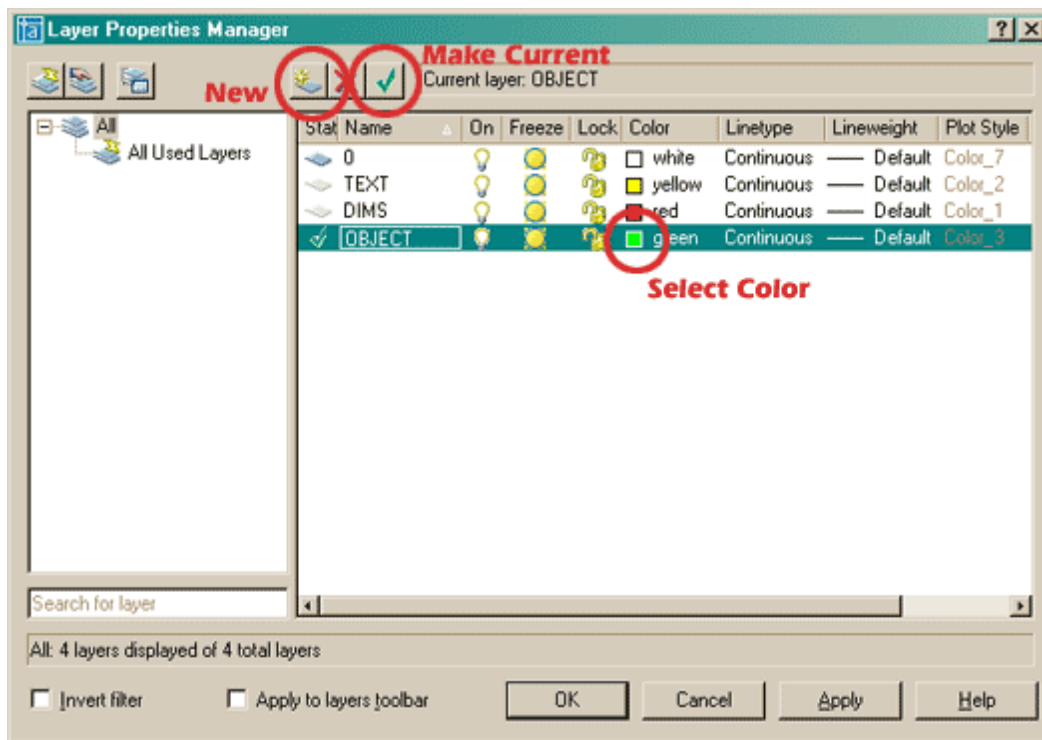 Layer Properties Manager
Make Current
New
Current layer: OBJECT
All
All Used Layers
Stat Name On Freeze Lock Color Linetype Lineweight Plot Style
0 white Continuous Default Color_7
TEXT yellow Continuous Default Color_2
DIMS red Continuous Default Color_1
OBJECT green Continuous Default Color_3
Select Color
Search for layer
All: 4 layers displayed of 4 total layers
Invert filter
Apply to layers toolbar
OK
Cancel
Apply
Help